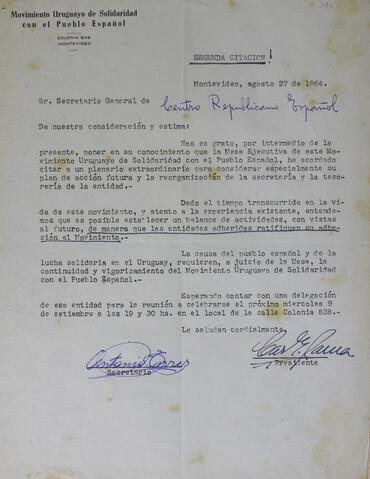 Movimiento Uruguayo de Solidaridad
con el Pueblo Español
COLONIA 838
MONTEVIDEO
SEGUNDA CITACION!
Montevideo, agosto 27 de 1964.
Sr. Secretario General de Centro Republicano Español
De nuestra consideración y estima:
Nos es grato, por intermedio de la
presente, poner en su conocimiento que la Mesa Ejecutiva de este Mo-
vimiento Uruguayo de Solidaridad con el Pueblo Español, ha acordado
citar a un plenario extraordinario para considerar especialmente su
plan de acción futura y la reorganización de la secretaría y la teso-
rería de la entidad.
Dado el tiempo transcurrido en la vi-
da de este movimiento, y atento a la experiencia existente, entende-
mos que es posible establecer un balance de actividades, con vistas
al futuro, de manera que las entidades adheridas ratifiquen su adhe-
sión el Movimiento.
La causa del pueblo español y de
la lucha solidaria en el Uruguay, requieren, a juicio de la Mesa, la
continuidad y vigorizamiento del Movimiento Uruguayo de Solidaridad
con el Pueblo Español.
Esperando contar con una delegación
de esa entidad para la reunión a celebrarse el próximo miercoles 9
de setiembre a las 19 y 30 hs. en el local de la calle Colonia 838.
Le saludan cordialmente
Antonio Torres
Secretario
Presidente